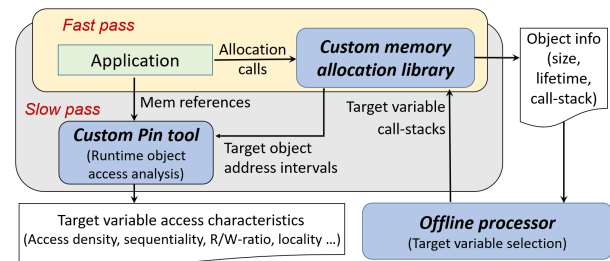 Fast pass
Application
Allocation
calls
Custom memory
allocation library
Object info
(size,
lifetime,
call-stack)
Slow pass
Mem references
Custom Pin tool
(Runtime object
access analysis)
Target object
address intervals
Target variable
call-stacks
Target variable access characteristics
(Access density, sequentiality, R/W-ratio, locality ...)
Offline processor
(Target variable selection)